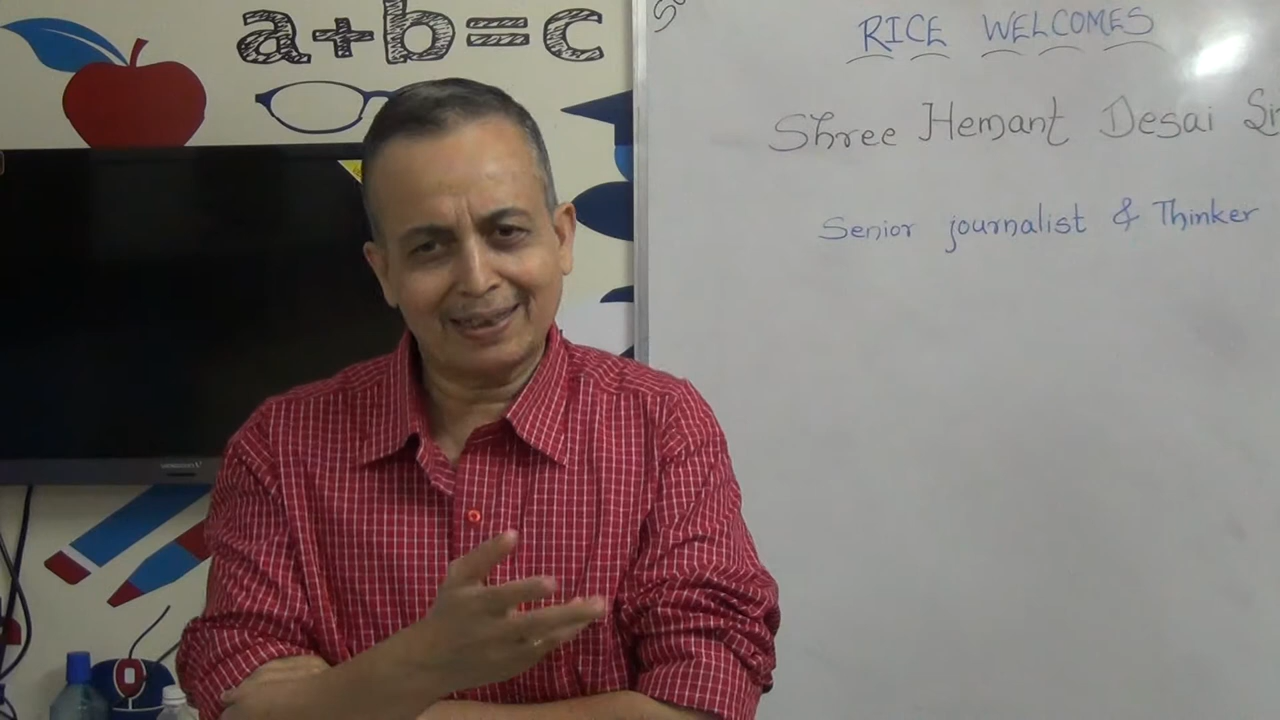 a+b=c
RICE WELCOMES
Shree Hemant Desai
Senior journalist & Thinker